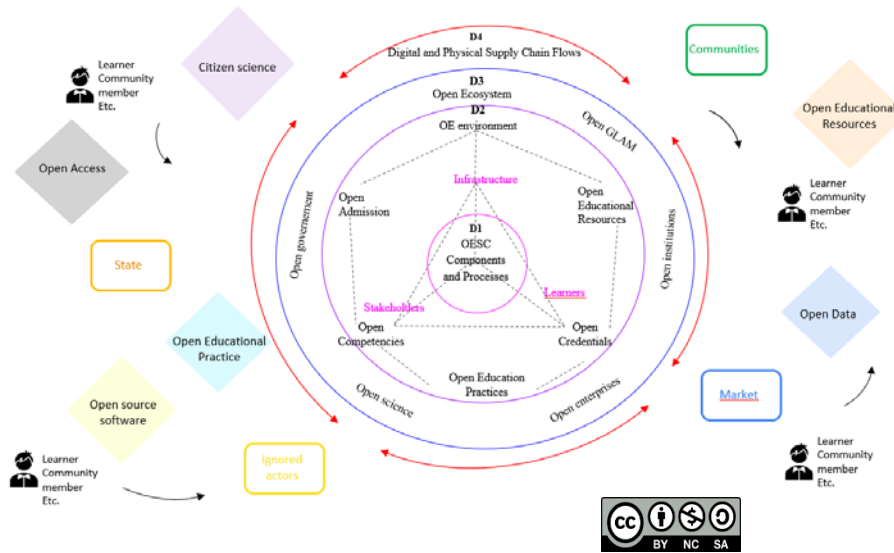 D4
Digital and Physical Supply Chain Flows
Communities
Citizen science
Learner
Community
member
Etc.
D3
Open Ecosystem
D2
OE environment
Open GLAM
Open Educational
Resources
Open Access
Infrastructure
Open
Admission
Open
Educational
Resources
Learner
Community
member
Etc.
Open governement
D1
OESC
Components
and Processes
Open institutions
State
Stakehlders
Learners
Open Data
Open
Competencies
Open
Credentials
Open Educational
Practice
Open Education
Practices
Open science
Open enterprises
Market
Open source
software
Learner
Community
member
Etc.
Ignored
actors
Learner
Community
member
Etc.
cc
BY NC SA